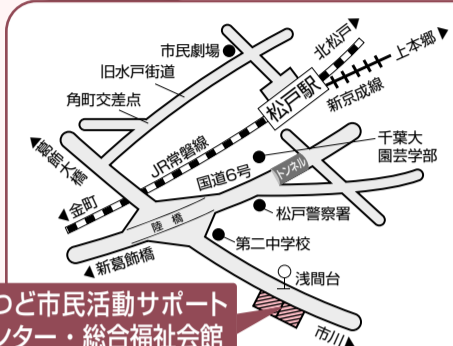 市民劇場
北松戸
上本郷
旧水戸街道
松戸駅
新京成線
角町交差点
葛飾大橋
JR常磐線
千葉大
園芸学部
国道6号
トンネル
金町
陸橋
松戸警察署
第二中学校
新葛飾橋
浅間台
つど市民活動サポート
ンター・総合福祉会館
市川